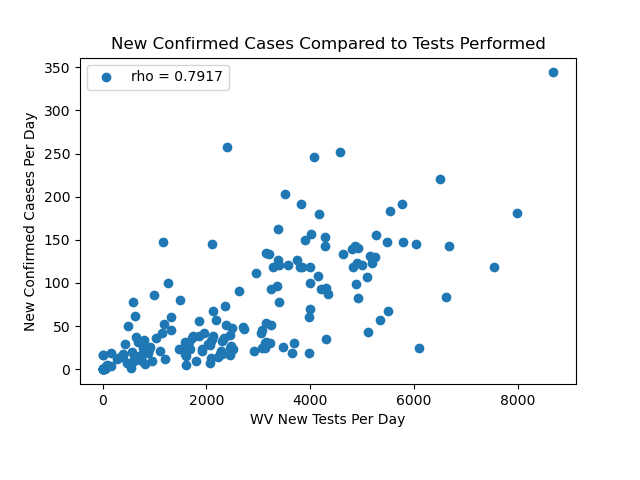 New Confirmed Cases Compared to Tests Performed
rho = 0.7917
New Confirmed Caeses Per Day
350
300
250
200
150
100
50
0
0 2000 4000 6000 8000
WV New Tests Per Day